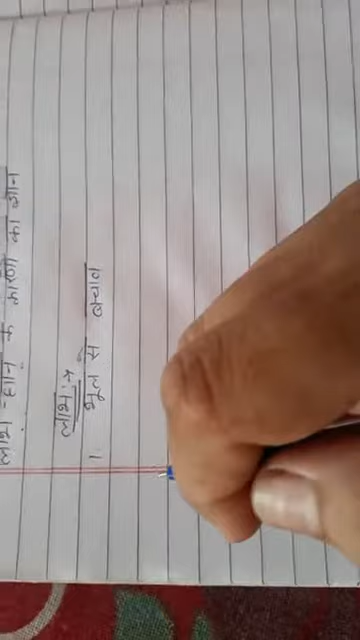 लाभ - हानि के कारणों का ज्ञान
लाभ :→
1. भूल से बचाव